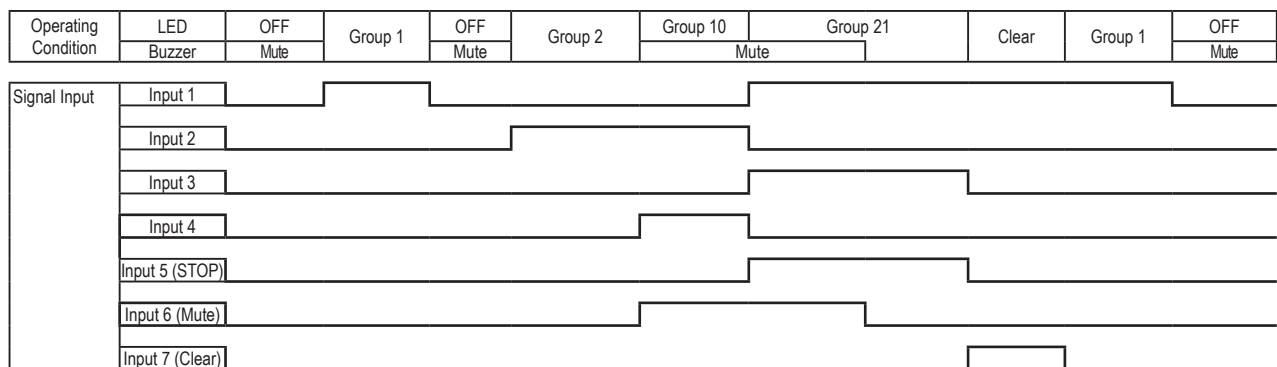 Operating Condition LED OFF Group 1 OFF Group 2 Group 10 Group 21 Clear Group 1 OFF
Buzzer Mute Mute Mute Mute
Signal Input Input 1
Input 2
Input 3
Input 4
Input 5 (STOP)
Input 6 (Mute)
Input 7 (Clear)